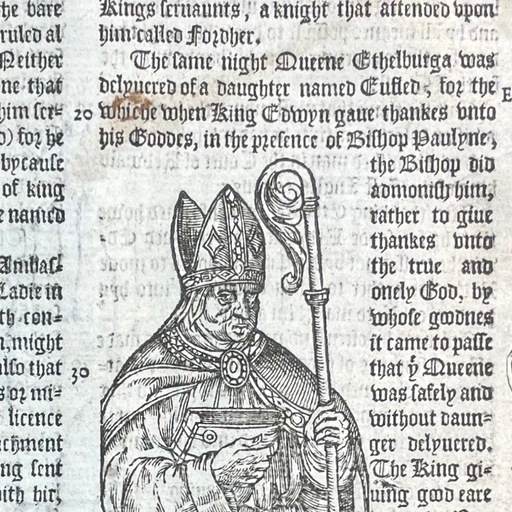 he bare
ruled al
Neither
ne that
him ser-
d) for he
bycause
of king
e named
Ambas-
Ladie in
th con-
n, might
also that
s or mi-
licence
achment
ng sent
with hir,
Kings seruaunts, a knight that attended vpon
him called Fordher.
The same night Queene Ethelburga was
delyuered of a daughter named Eufled, for the
20 whiche when King Edwyn gaue thankes vnto
his Goddes, in the presence of Bishop Paulyne,
the Bishop did
admonish him,
rather to giue
thankes vnto
the true and
onely God, by
whose goodnes
it came to passe
30 that ẏ Queene
was safely and
without daun-
ger delyuered.
The King gi-
uing good eare
E